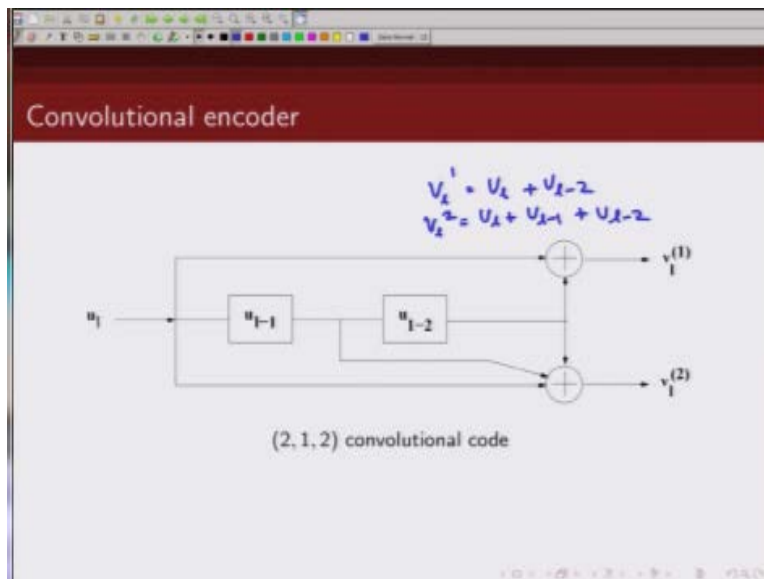 Convolutional encoder
V_l^1 = U_l + U_{l-2}
V_l^2 = U_l + U_{l-1} + U_{l-2}
v_l^{(1)}
u_l
u_{l-1}
u_{l-2}
v_l^{(2)}
(2, 1, 2) convolutional code